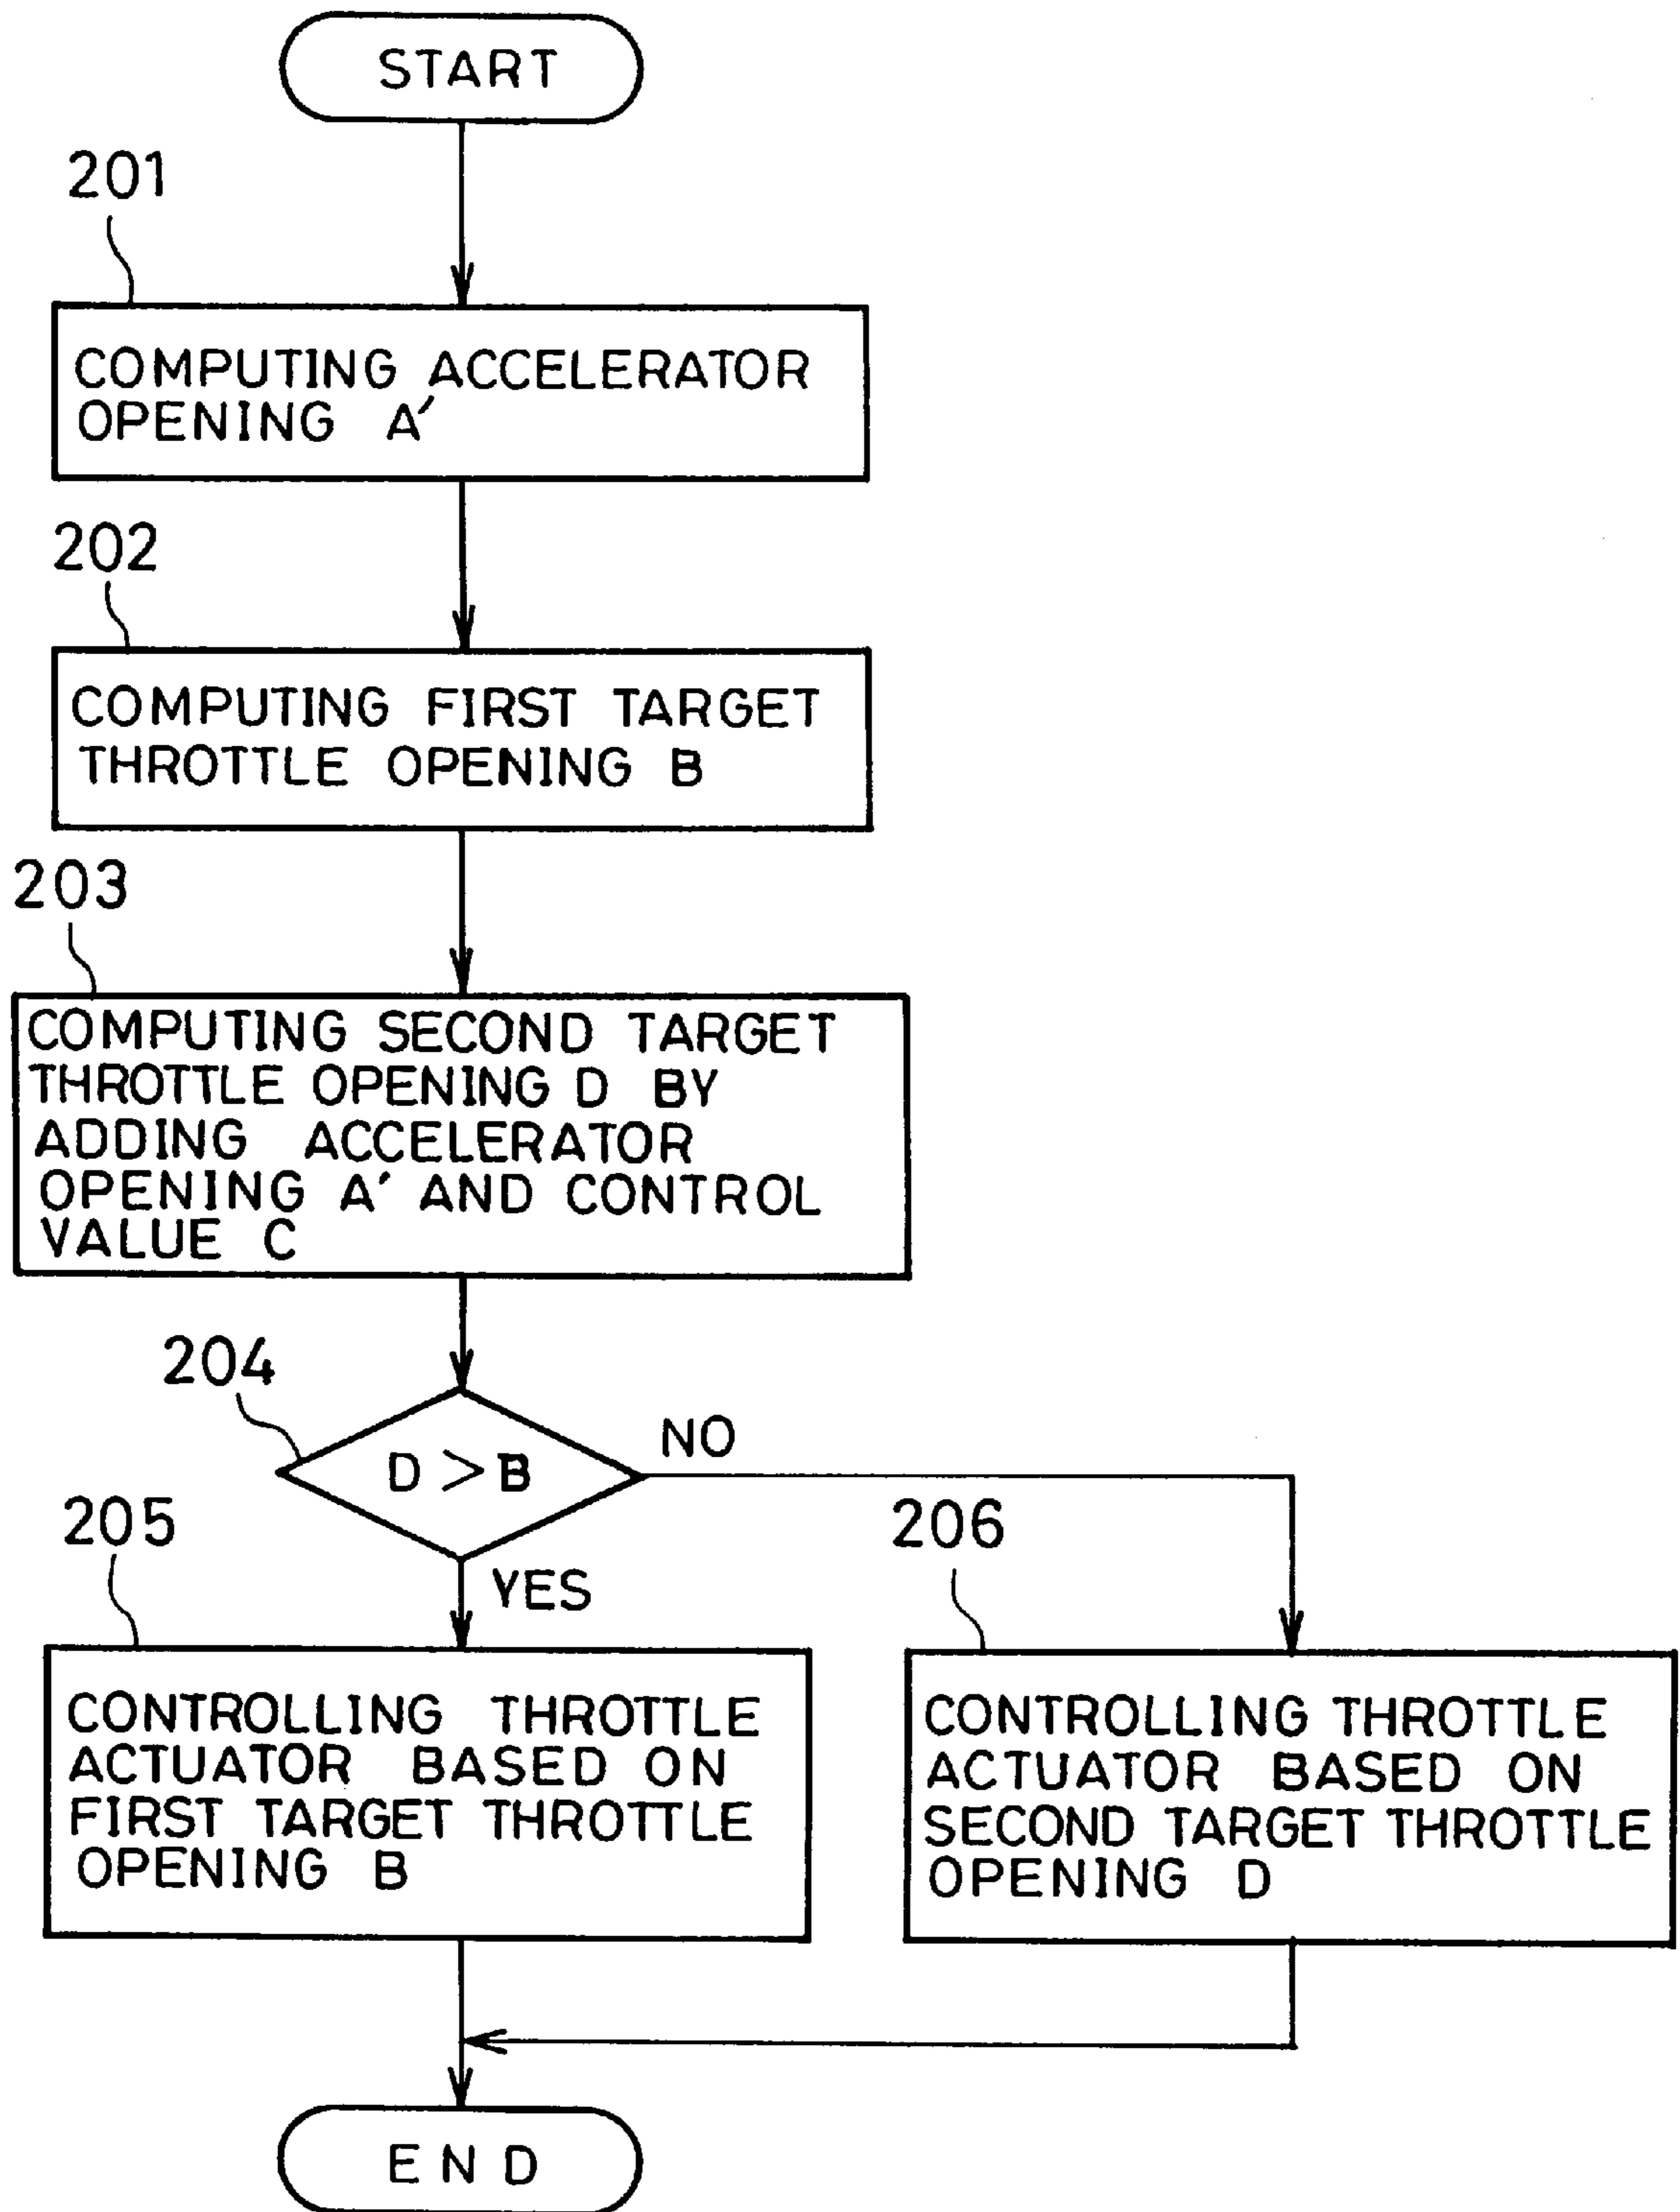 START
201
COMPUTING ACCELERATOR
OPENING A'
202
COMPUTING FIRST TARGET
THROTTLE OPENING B
203
COMPUTING SECOND TARGET
THROTTLE OPENING D BY
ADDING ACCELERATOR
OPENING A' AND CONTROL
VALUE C
204
D > B
NO
YES
205
CONTROLLING THROTTLE
ACTUATOR BASED ON
FIRST TARGET THROTTLE
OPENING B
206
CONTROLLING THROTTLE
ACTUATOR BASED ON
SECOND TARGET THROTTLE
OPENING D
END